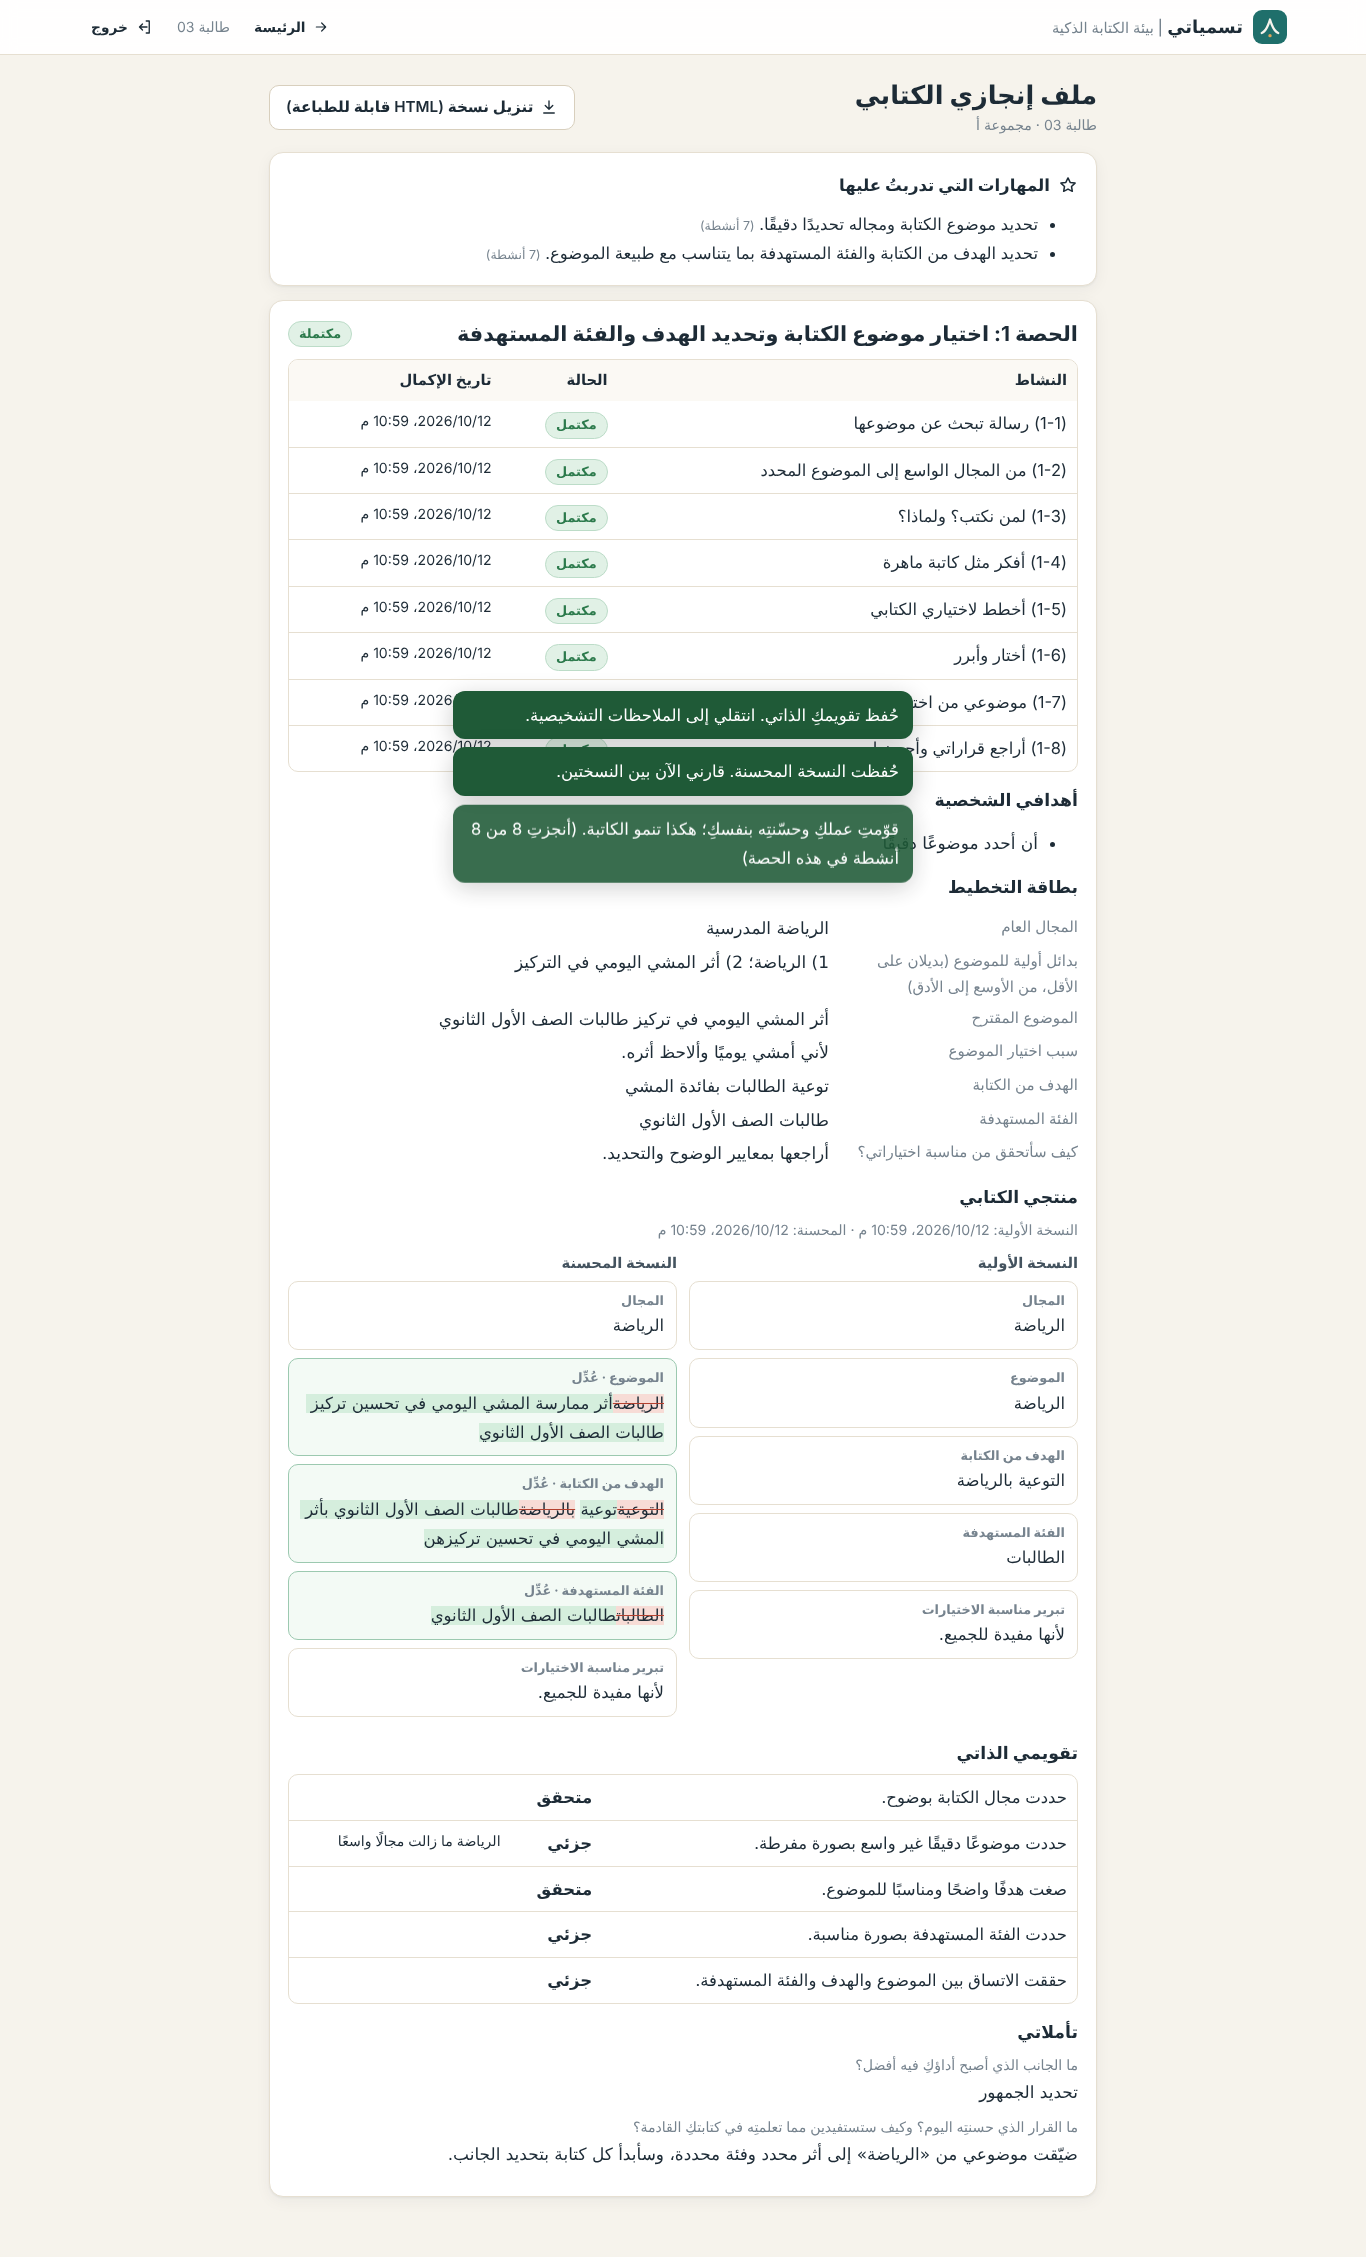 تسمياتي | بيئة الكتابة الذكية
الرئيسة
طالبة 03
خروج
ملف إنجازي الكتابي
طالبة 03 · مجموعة أ
تنزيل نسخة (HTML قابلة للطباعة)
المهارات التي تدربتُ عليها
تحديد موضوع الكتابة ومجاله تحديدًا دقيقًا. (7 أنشطة)
تحديد الهدف من الكتابة والفئة المستهدفة بما يتناسب مع طبيعة الموضوع. (7 أنشطة)
الحصة 1: اختيار موضوع الكتابة وتحديد الهدف والفئة المستهدفة
مكتملة
النشاط الحالة تاريخ الإكمال
(1-1) رسالة تبحث عن موضوعها مكتمل 2026/10/12، 10:59 م
(1-2) من المجال الواسع إلى الموضوع المحدد مكتمل 2026/10/12، 10:59 م
(1-3) لمن نكتب؟ ولماذا؟ مكتمل 2026/10/12، 10:59 م
(1-4) أفكر مثل كاتبة ماهرة مكتمل 2026/10/12، 10:59 م
(1-5) أخطط لاختياري الكتابي مكتمل 2026/10/12، 10:59 م
(1-6) أختار وأبرر مكتمل 2026/10/12، 10:59 م
(1-7) موضوعي من 2026 10:59 م
حُفظ تقويمكِ الذاتي. انتقلي إلى الملاحظات التشخيصية.
(1-8) أراجع قراراتي 2026/10/12، 10:59 م
حُفظت النسخة المحسنة. قارني الآن بين النسختين.
أهدافي الشخصية
قوّمتِ عملكِ وحسّنتِه بنفسكِ؛ هكذا تنمو الكاتبة. (أنجزتِ 8 من 8
أنشطة في هذه الحصة)
أن أحدد موضوعًا دقيقًا
بطاقة التخطيط
المجال العام الرياضة المدرسية
بدائل أولية للموضوع (بديلان على
الأقل، من الأوسع إلى الأدق)
1) الرياضة؛ 2) أثر المشي اليومي في التركيز
الموضوع المقترح أثر المشي اليومي في تركيز طالبات الصف الأول الثانوي
سبب اختيار الموضوع لأني أمشي يوميًا وألاحظ أثره.
الهدف من الكتابة توعية الطالبات بفائدة المشي
الفئة المستهدفة طالبات الصف الأول الثانوي
كيف سأتحقق من مناسبة اختياراتي؟ أراجعها بمعايير الوضوح والتحديد.
منتجي الكتابي
النسخة الأولية: 2026/10/12، 10:59 م · المحسنة: 2026/10/12، 10:59 م
النسخة الأولية
المجال
الرياضة
الموضوع
الرياضة
الهدف من الكتابة
التوعية بالرياضة
الفئة المستهدفة
الطالبات
تبرير مناسبة الاختيارات
لأنها مفيدة للجميع.
النسخة المحسنة
المجال
الرياضة
الموضوع · عُدِّل
الرياضةأثر ممارسة المشي اليومي في تحسين تركيز
طالبات الصف الأول الثانوي
الهدف من الكتابة · عُدِّل
التوعيةتوعية بالرياضةطالبات الصف الأول الثانوي بأثر
المشي اليومي في تحسين تركيزهن
الفئة المستهدفة · عُدِّل
الطالباتطالبات الصف الأول الثانوي
تبرير مناسبة الاختيارات
لأنها مفيدة للجميع.
تقويمي الذاتي
حددت مجال الكتابة بوضوح. متحقق
حددت موضوعًا دقيقًا غير واسع بصورة مفرطة. جزئي الرياضة ما زالت مجالًا واسعًا
صغت هدفًا واضحًا ومناسبًا للموضوع. متحقق
حددت الفئة المستهدفة بصورة مناسبة. جزئي
حققت الاتساق بين الموضوع والهدف والفئة المستهدفة. جزئي
تأملاتي
ما الجانب الذي أصبح أداؤكِ فيه أفضل؟
تحديد الجمهور
ما القرار الذي حسنتِه اليوم؟ وكيف ستستفيدين مما تعلمتِه في كتابتكِ القادمة؟
ضيّقت موضوعي من «الرياضة» إلى أثر محدد وفئة محددة، وسأبدأ كل كتابة بتحديد الجانب.